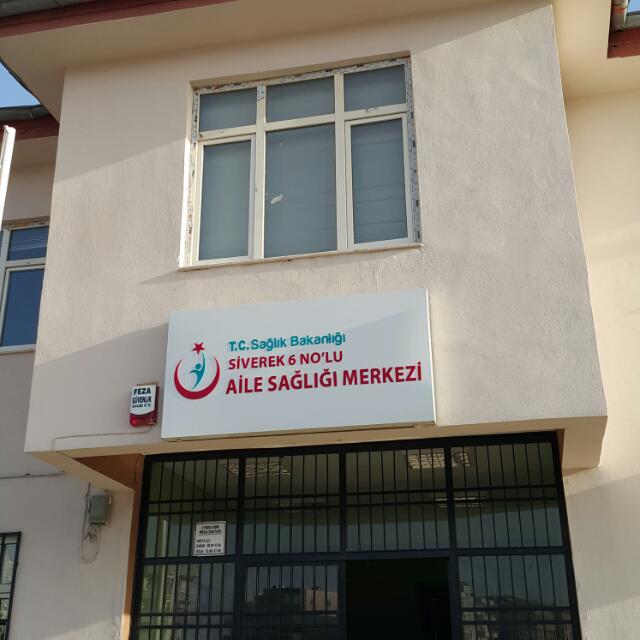 T.C. Sağlık Bakanlığı
SİVEREK 6 NO'LU
AİLE SAĞLIĞI MERKEZİ
FEZA
GÜVENLİK